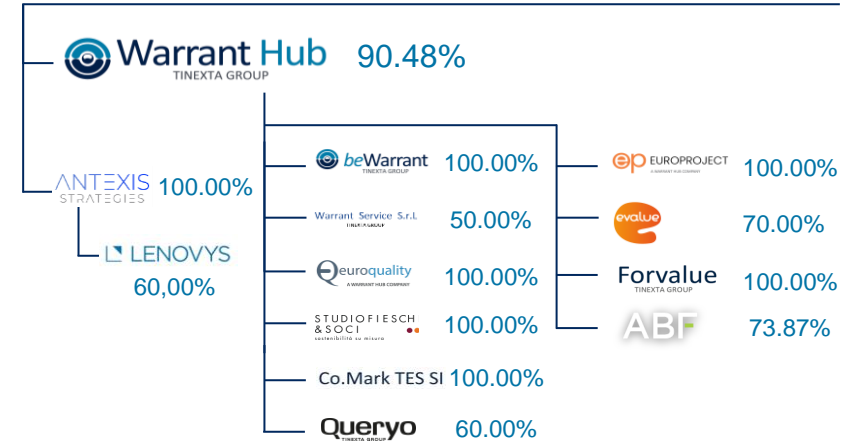 Warrant Hub 90.48%
TINEXTA GROUP
ANTEXIS 100.00%
STRATEGIES
LENOVYS
60,00%
beWarrant 100.00%
TINEXTA GROUP
Warrant Service S.r.L 50.00%
TINEXTA GROUP
euroquality 100.00%
A WARRANT HUB COMPANY
STUDIOFIESCH
&SOCI 100.00%
sostenibilità su misura
Co.Mark TES SI 100.00%
Queryo 60.00%
TINEXTA GROUP
ep EUROPROJECT 100.00%
A WARRANT HUB COMPANY
evalue 70.00%
Forvalue 100.00%
TINEXTA GROUP
ABF 73.87%